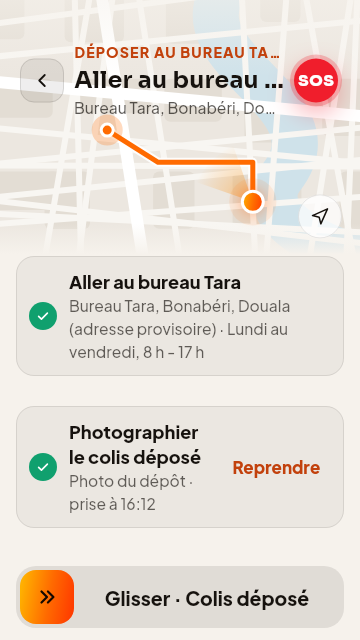 DÉPOSER AU BUREAU TA…
Aller au bureau …
Bureau Tara, Bonabéri, Do…
SOS
Aller au bureau Tara
Bureau Tara, Bonabéri, Douala
(adresse provisoire) · Lundi au
vendredi, 8 h - 17 h
Photographier
le colis déposé
Photo du dépôt ·
prise à 16:12
Reprendre
Glisser · Colis déposé